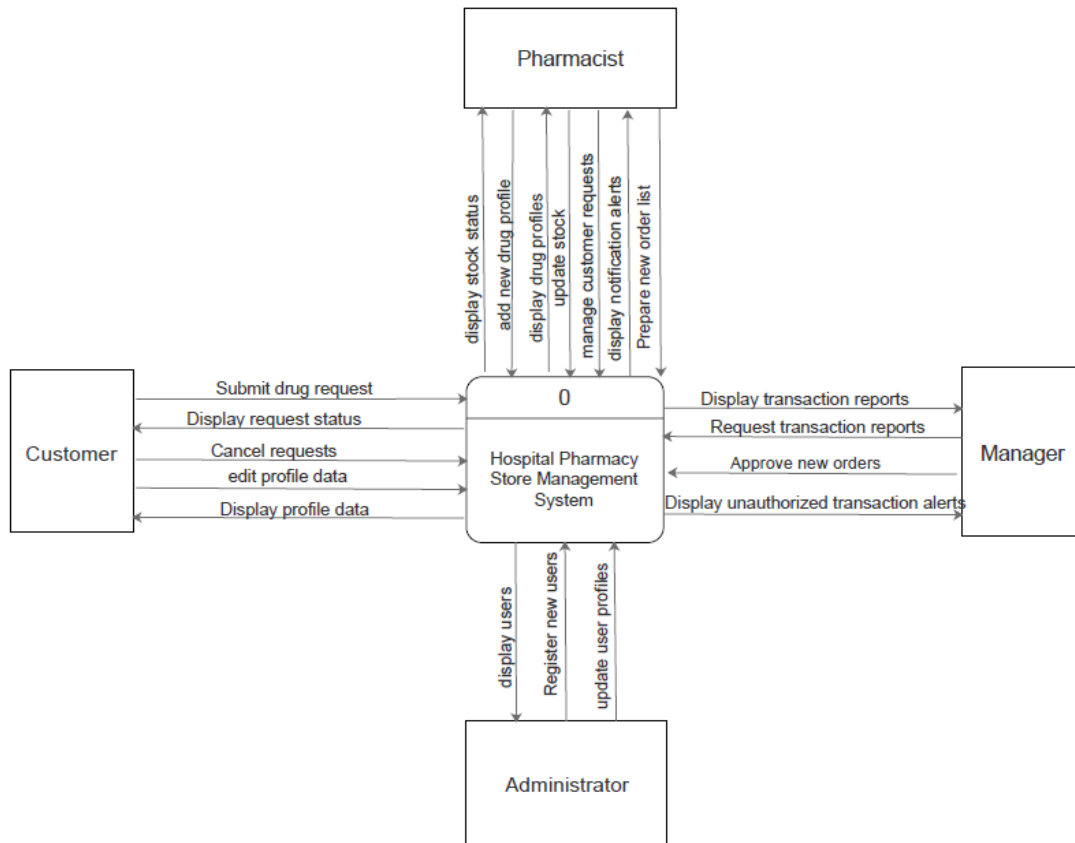 Pharmacist
display stock status
add new drug profile
display drug profiles
update stock
manage customer requests
display notification alerts
Prepare new order list
Customer
Submit drug request
Display request status
Cancel requests
edit profile data
Display profile data
0
Hospital Pharmacy
Store Management
System
Display transaction reports
Request transaction reports
Approve new orders
Display unauthorized transaction alerts
Manager
display users
Register new users
update user profiles
Administrator